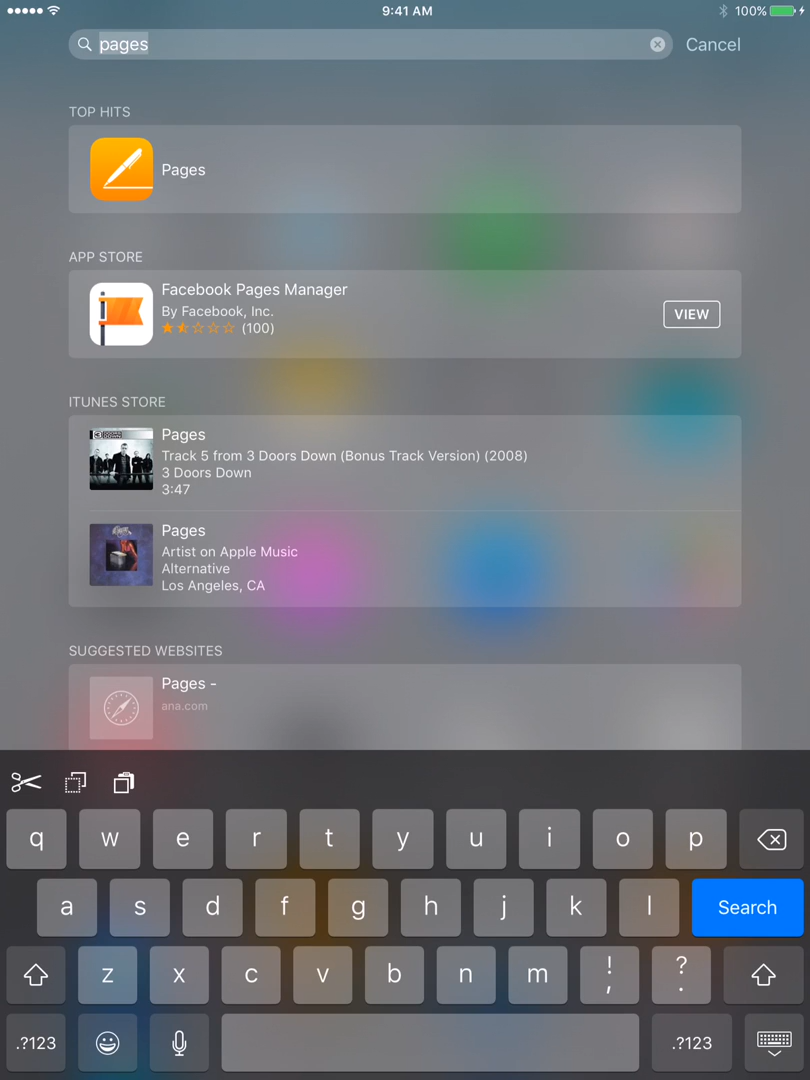 9:41 AM
100%
pages
Cancel
TOP HITS
Pages
APP STORE
Facebook Pages Manager
By Facebook, Inc.
(100)
VIEW
ITUNES STORE
Pages
Track 5 from 3 Doors Down (Bonus Track Version) (2008)
3 Doors Down
3:47
Pages
Artist on Apple Music
Alternative
Los Angeles, CA
SUGGESTED WEBSITES
Pages -
ana.com
q w e r t y u i o p
a s d f g h j k l Search
z x c v b n m ! , ? .
.?123 .?123